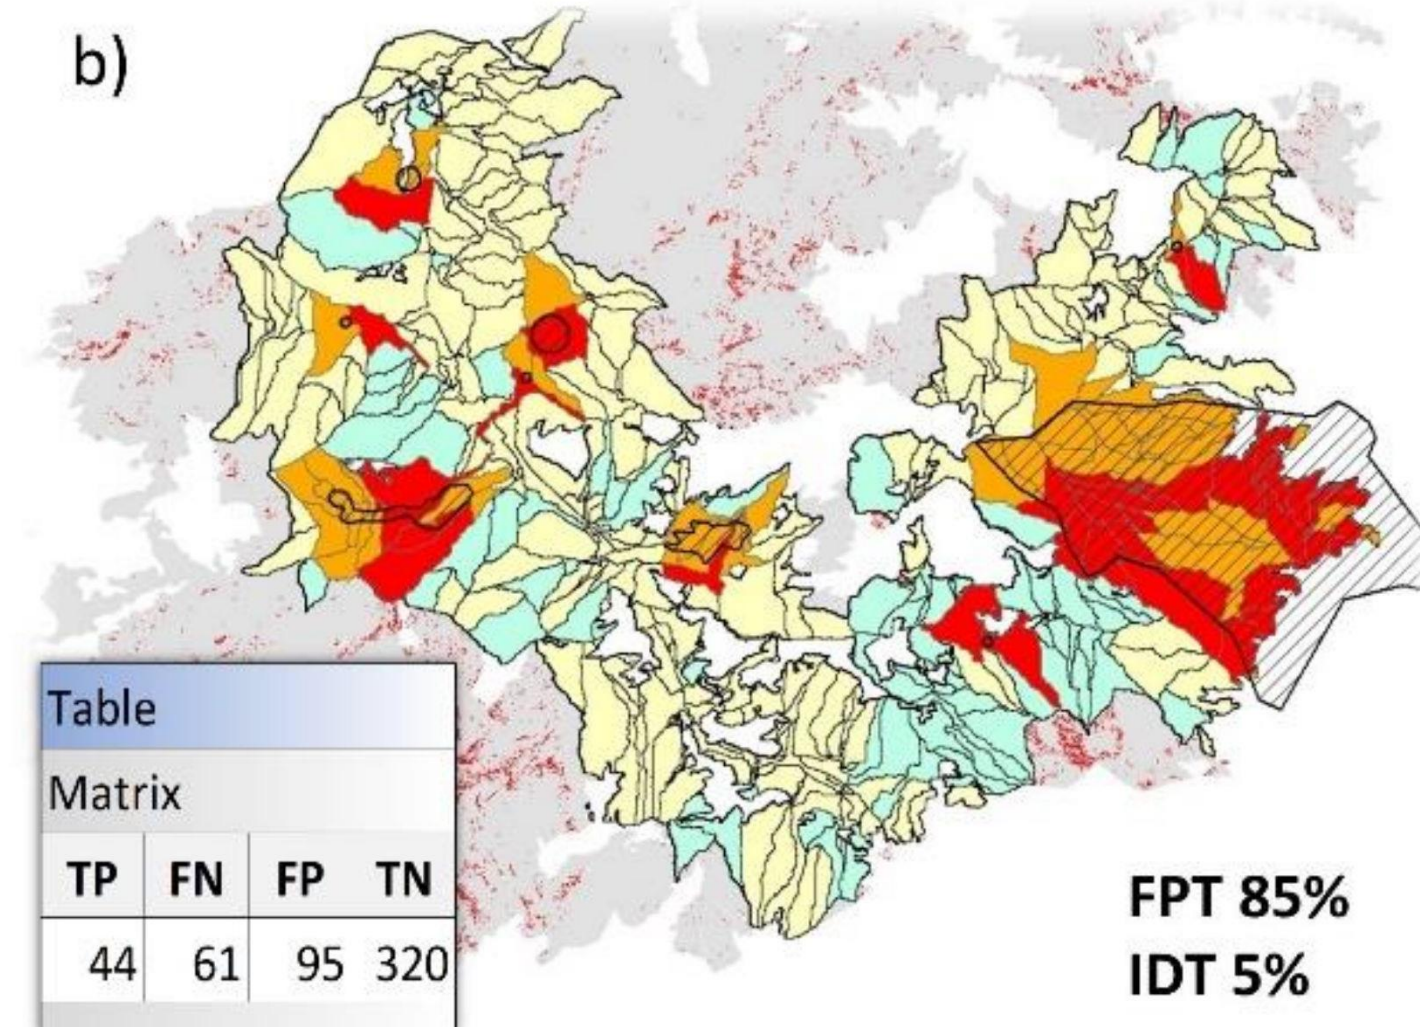 b)
Table
Matrix
TP FN FP TN
44 61 95 320
FPT 85%
IDT 5%